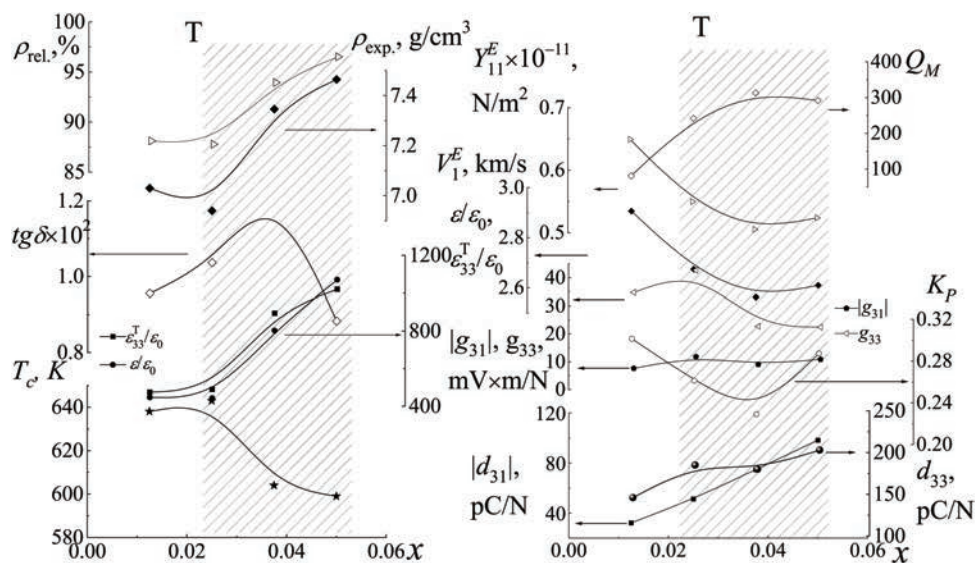 T
ρrel.,%
100
95
90
85
ρexp., g/cm³
7.4
7.2
7.0
tgδ×10²
1.2
1.0
0.8
ε/ε₀,
ε₃₃ᵀ/ε₀
1200
800
400
ε₃₃ᵀ/ε₀
ε/ε₀
T_c, K
640
620
600
580
0.00 0.02 0.04 0.06 x
T
Y₁₁ᴱ×10⁻¹¹,
N/m²
0.7
0.6
0.5
Q_M
400
300
200
100
V₁ᴱ, km/s
3.0
2.8
2.6
|g₃₁|, g₃₃,
mV×m/N
40
30
20
10
0
|g₃₁|
g₃₃
K_P
0.32
0.28
0.24
0.20
|d₃₁|,
pC/N
120
80
40
250
200
150
100
d₃₃,
pC/N
0.00 0.02 0.04 0.06 x